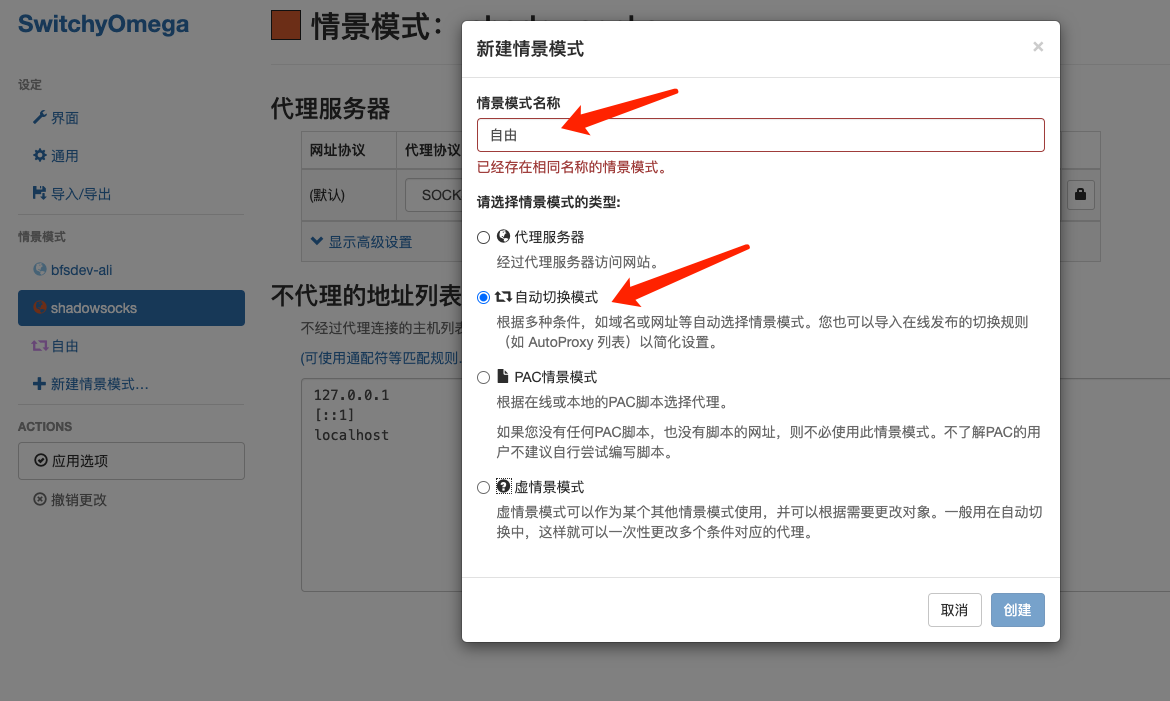 SwitchyOmega
设定
界面
通用
导入/导出
情景模式
bfsdev-ali
shadowsocks
自由
新建情景模式…
ACTIONS
应用选项
撤销更改
情景模式：
代理服务器
网址协议 代理协议
(默认) SOCK
显示高级设置
不代理的地址列表
不经过代理连接的主机列表
(可使用通配符等匹配规则
127.0.0.1
[::1]
localhost
新建情景模式
×
情景模式名称
自由
已经存在相同名称的情景模式。
请选择情景模式的类型:
代理服务器
经过代理服务器访问网站。
自动切换模式
根据多种条件，如域名或网址等自动选择情景模式。您也可以导入在线发布的切换规则
（如 AutoProxy 列表）以简化设置。
PAC情景模式
根据在线或本地的PAC脚本选择代理。
如果您没有任何PAC脚本，也没有脚本的网址，则不必使用此情景模式。不了解PAC的用
户不建议自行尝试编写脚本。
虚情景模式
虚情景模式可以作为某个其他情景模式使用，并可以根据需要更改对象。一般用在自动切
换中，这样就可以一次性更改多个条件对应的代理。
取消 创建